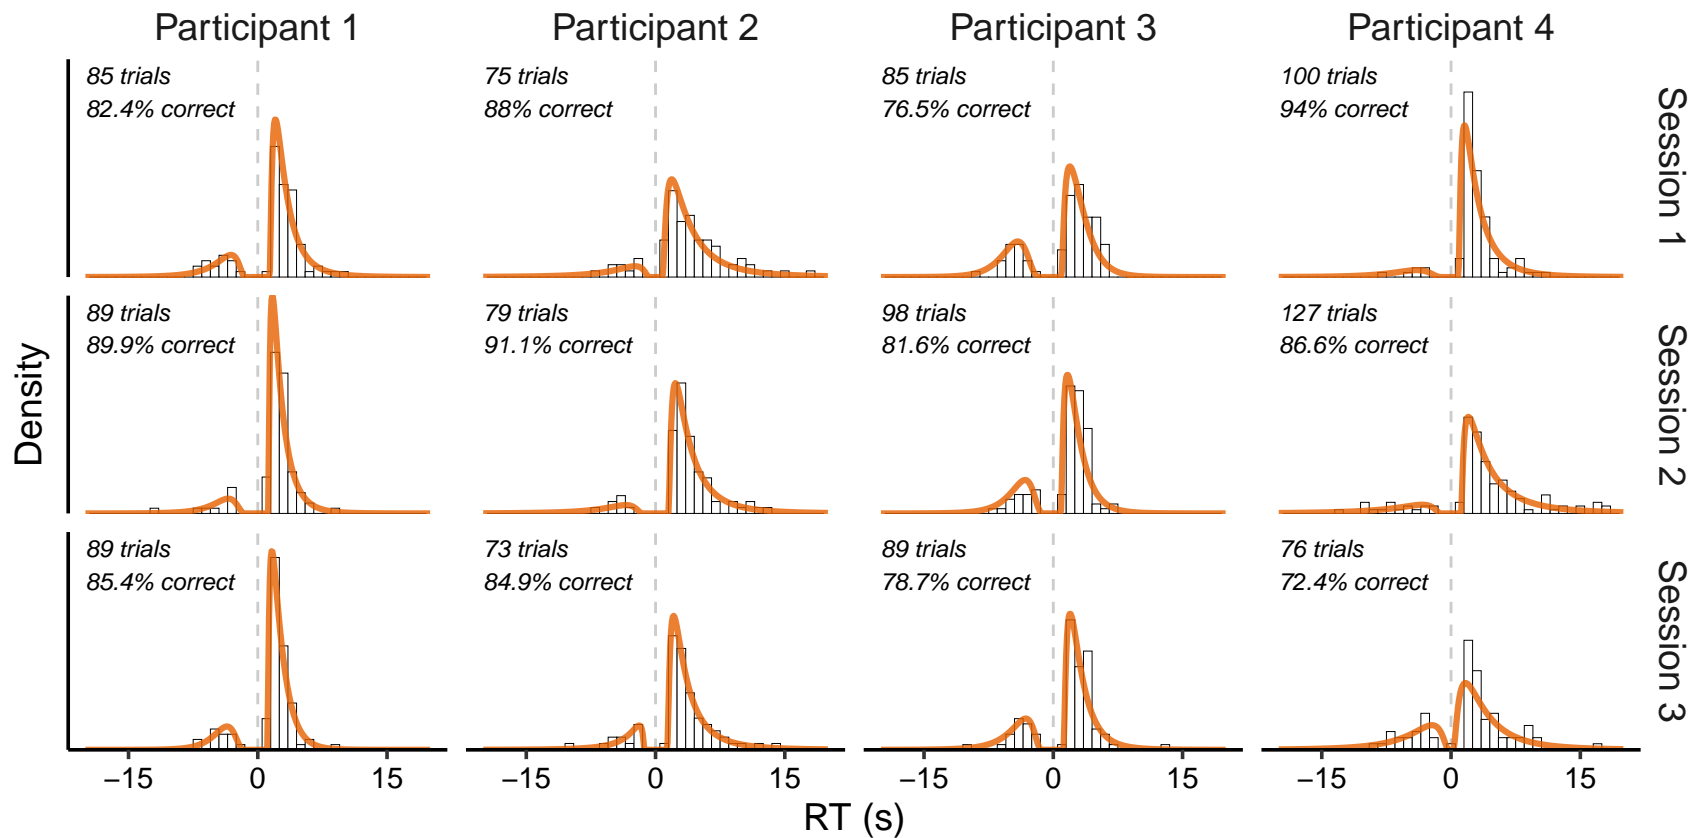 Participant 1
Participant 2
Participant 3
Participant 4
85 trials
82.4% correct
75 trials
88% correct
85 trials
76.5% correct
100 trials
94% correct
Session 1
89 trials
89.9% correct
79 trials
91.1% correct
98 trials
81.6% correct
127 trials
86.6% correct
Session 2
Density
89 trials
85.4% correct
73 trials
84.9% correct
89 trials
78.7% correct
76 trials
72.4% correct
Session 3
−15 0 15
−15 0 15
−15 0 15
−15 0 15
RT (s)